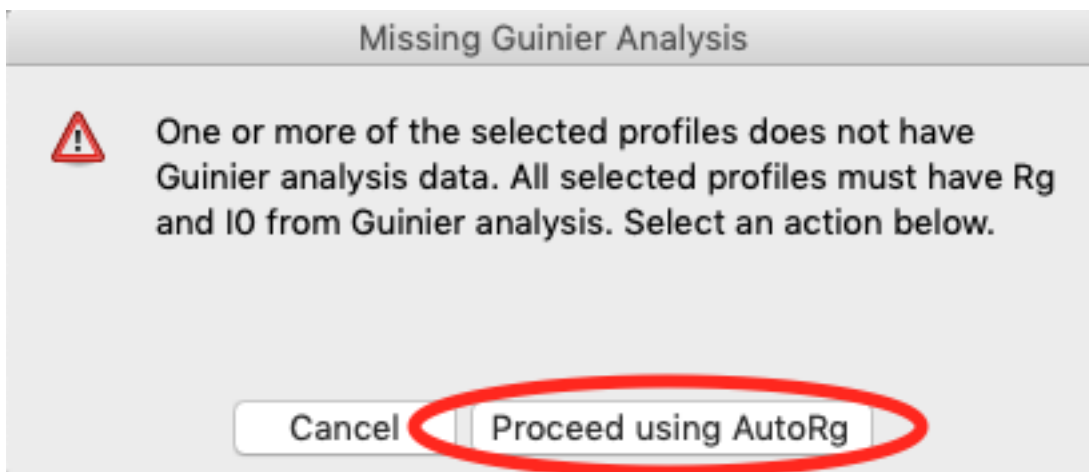 Missing Guinier Analysis
One or more of the selected profiles does not have
Guinier analysis data. All selected profiles must have Rg
and I0 from Guinier analysis. Select an action below.
Cancel
Proceed using AutoRg